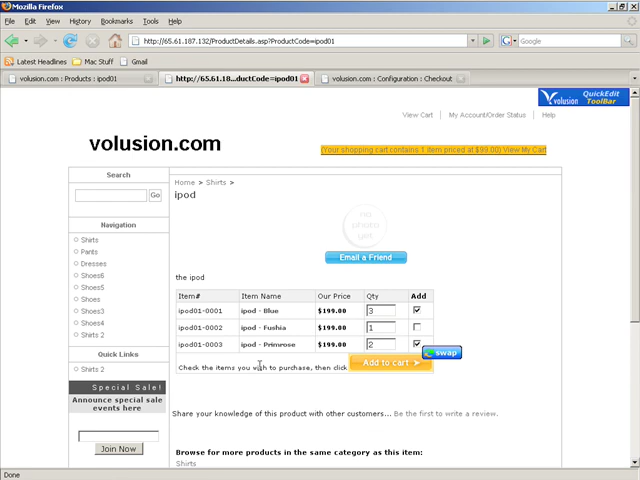 Mozilla Firefox
File Edit View History Bookmarks Tools Help
http://65.61.187.132/ProductDetails.asp?ProductCode=ipod01
Google
Latest Headlines Mac Stuff Gmail
volusion.com : Products : ipod01
http://65.61.18...ductCode=ipod01
volusion.com : Configuration : Checkout
volusion QuickEdit
ToolBar
View Cart | My Account/Order Status | Help
volusion.com
(Your shopping cart contains 1 item priced at $99.00) View My Cart
Search
Go
Home > Shirts >
ipod
no
photo
yet
Navigation
Shirts
Pants
Dresses
Shoes6
Shoes5
Shoes
Shoes3
Shoes4
Shirts 2
Email a Friend
the ipod
Item# Item Name Our Price Qty Add
ipod01-0001 ipod - Blue $199.00 3
ipod01-0002 ipod - Fushia $199.00 1
ipod01-0003 ipod - Primrose $199.00 2
swap
Check the items you wish to purchase, then click Add to cart
Quick Links
Shirts 2
Special Sale!
Announce special sale
events here
Join Now
Share your knowledge of this product with other customers... Be the first to write a review.
Browse for more products in the same category as this item:
Shirts
Done